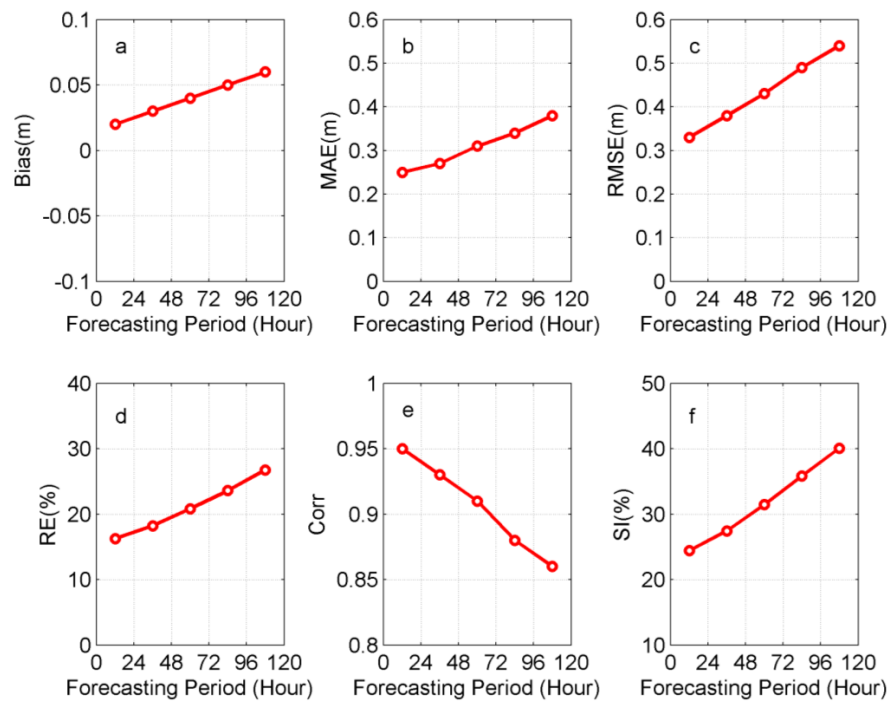 a
Bias(m)
0.1
0.05
0
-0.05
-0.1
0 24 48 72 96 120
Forecasting Period (Hour)
b
MAE(m)
0.6
0.5
0.4
0.3
0.2
0.1
0
0 24 48 72 96 120
Forecasting Period (Hour)
c
RMSE(m)
0.6
0.5
0.4
0.3
0.2
0.1
0
0 24 48 72 96 120
Forecasting Period (Hour)
d
RE(%)
40
30
20
10
0
0 24 48 72 96 120
Forecasting Period (Hour)
e
Corr
1
0.95
0.9
0.85
0.8
0 24 48 72 96 120
Forecasting Period (Hour)
f
SI(%)
50
40
30
20
10
0 24 48 72 96 120
Forecasting Period (Hour)